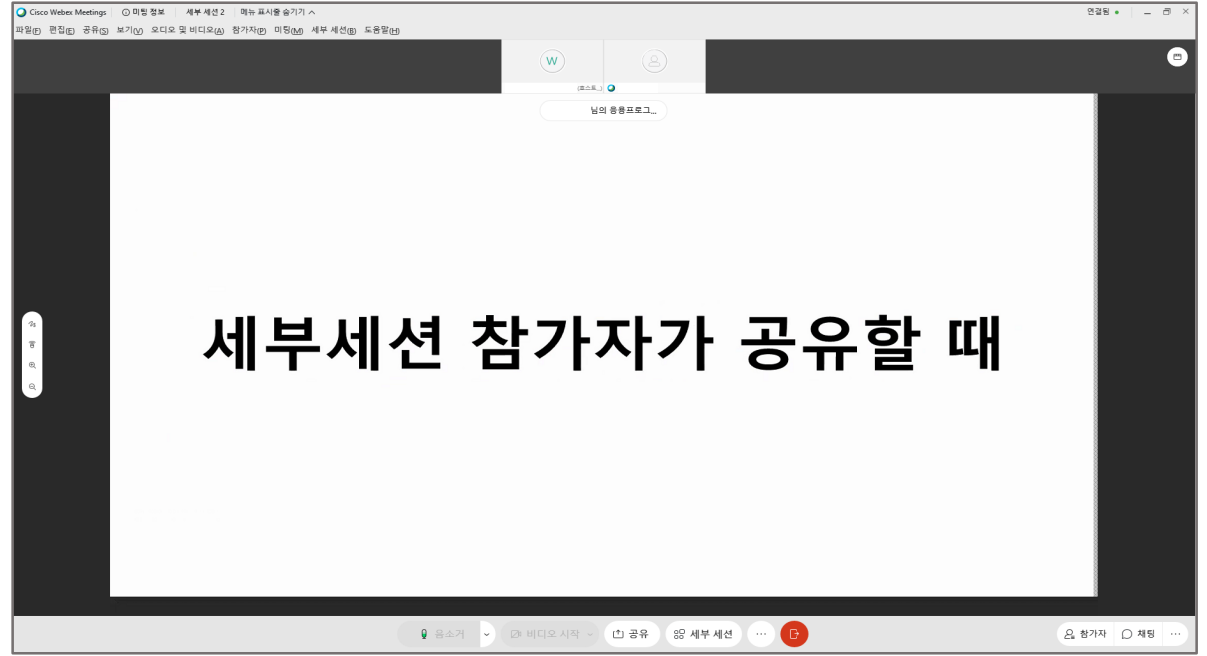 Cisco Webex Meetings 미팅 정보 세부 세션 2 메뉴 표시줄 숨기기 연결됨
파일(F) 편집(E) 공유(S) 보기(V) 오디오 및 비디오(A) 참가자(P) 미팅(M) 세부 세션(B) 도움말(H)
W
(호스트...)
님의 응용프로그...
세부세션 참가자가 공유할 때
음소거 비디오 시작 공유 세부 세션 ... 참가자 채팅 ...